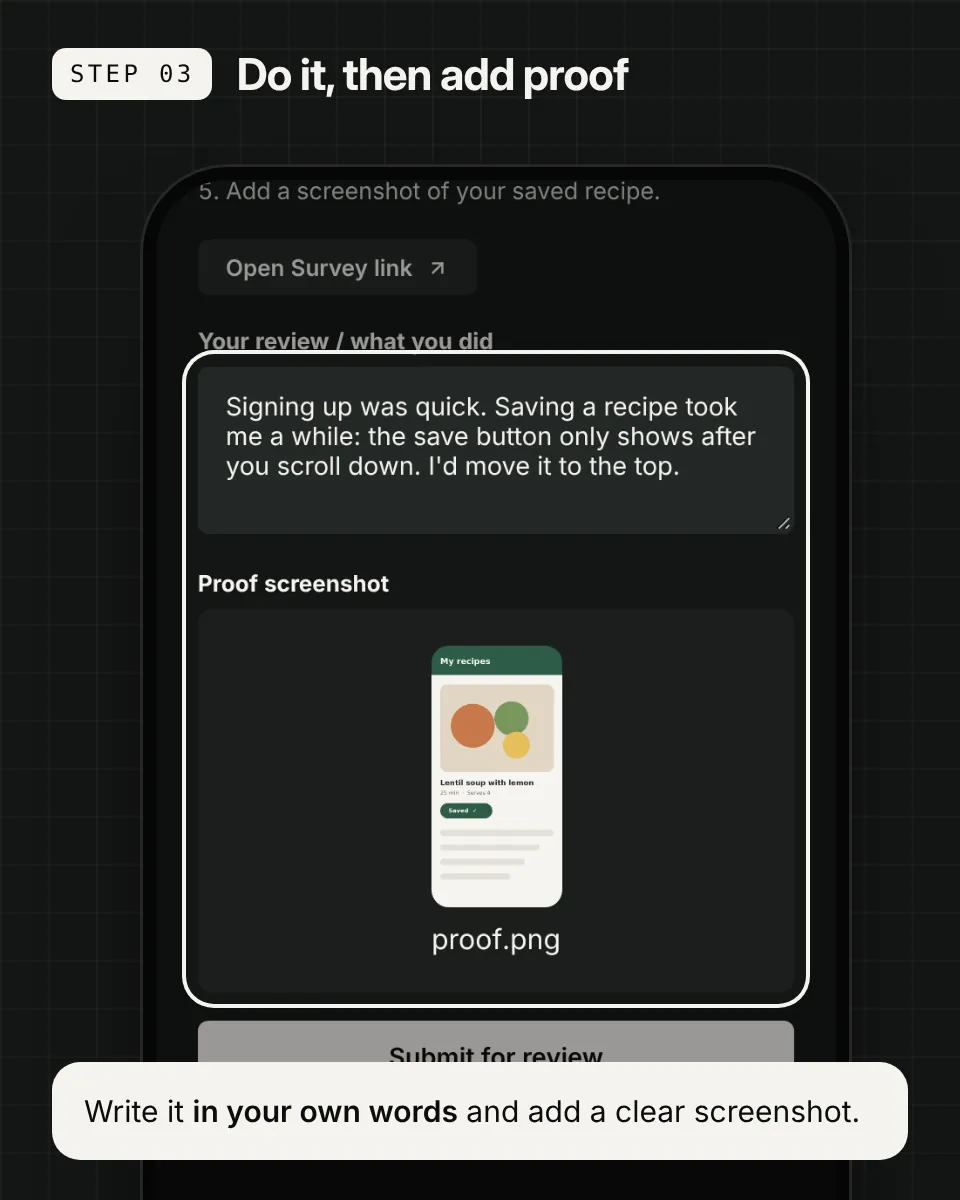 STEP 03
Do it, then add proof
5. Add a screenshot of your saved recipe.
Open Survey link
Your review / what you did
Signing up was quick. Saving a recipe took
me a while: the save button only shows after
you scroll down. I'd move it to the top.
Proof screenshot
My recipes
Lentil soup with lemon
25 min · Serves 4
Saved ✓
proof.png
Submit for review
Write it in your own words and add a clear screenshot.